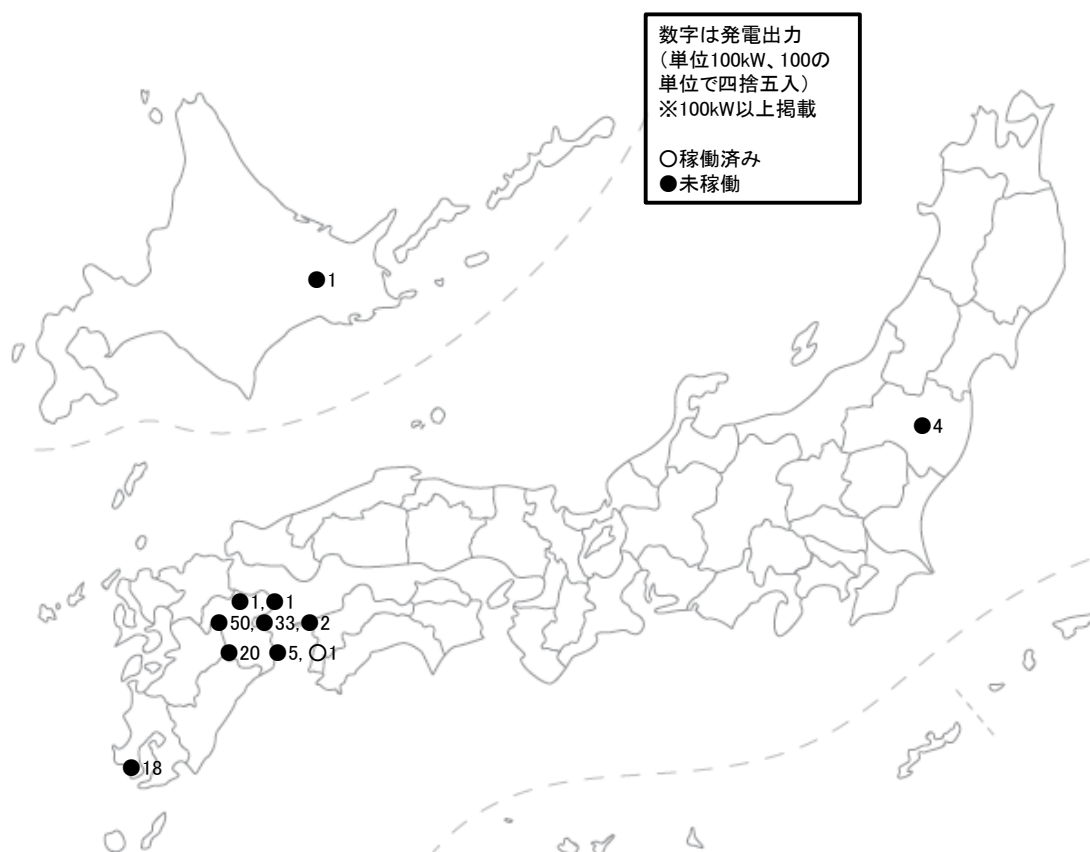 数字は発電出力
(単位100kW、100の
単位で四捨五入)
※100kW以上掲載
○稼働済み
●未稼働
●1
●4
●1, ●1
●50, ●33, ●2
●20 ●5, ○1
●18